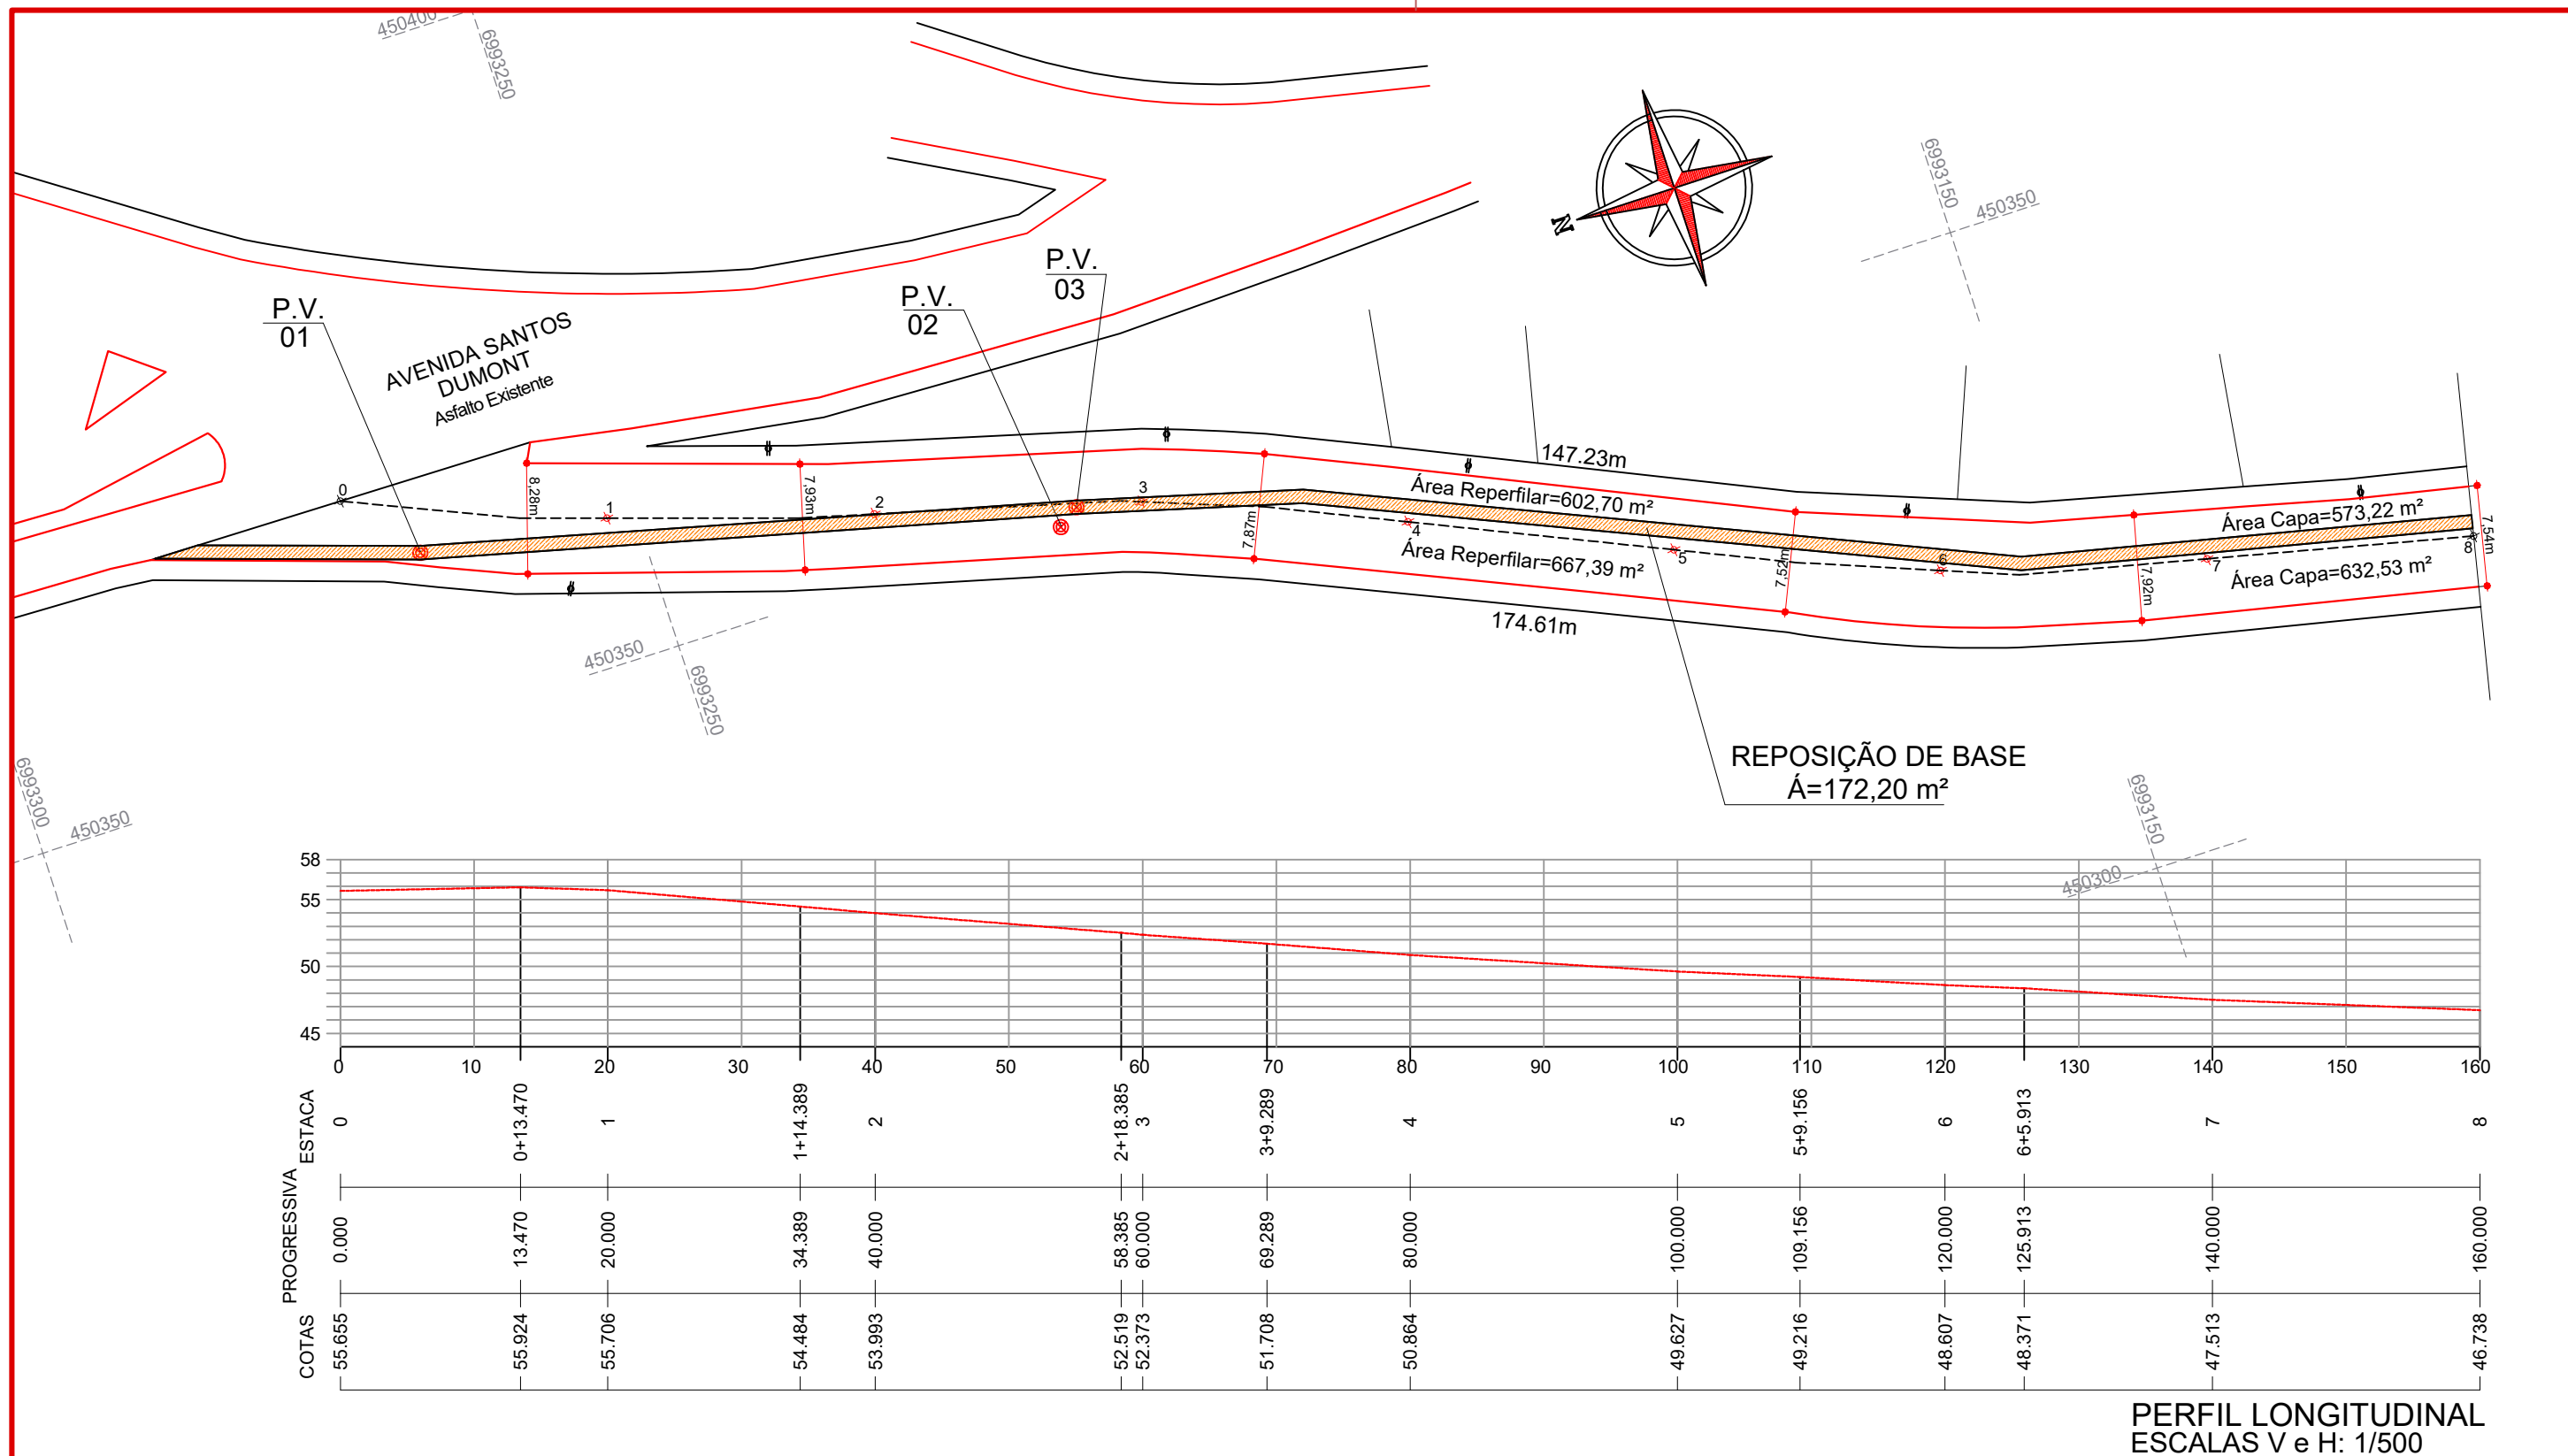 450400
6993250
P.V.
01
AVENIDA SANTOS
DUMONT
Asfalto Existente
P.V.
02
P.V.
03
N
6993150
450350
0
1
2
3
4
5
6
7
8
8,28m
7,93m
7,87m
7,52m
7,92m
7,54m
147.23m
Área Reperfilar=602,70 m²
Área Reperfilar=667,39 m²
Área Capa=573,22 m²
Área Capa=632,53 m²
174.61m
REPOSIÇÃO DE BASE
Á=172,20 m²
450350
6993250
6993300
450350
6993150
450300
58
55
50
45
0 10 20 30 40 50 60 70 80 90 100 110 120 130 140 150 160
ESTACA 0 0+13.470 1 1+14.389 2 2+18.385 3 3+9.289 4 5 5+9.156 6 6+5.913 7 8
PROGRESSIVA 0.000 13.470 20.000 34.389 40.000 58.385 60.000 69.289 80.000 100.000 109.156 120.000 125.913 140.000 160.000
COTAS 55.655 55.924 55.706 54.484 53.993 52.519 52.373 51.708 50.864 49.627 49.216 48.607 48.371 47.513 46.738
PERFIL LONGITUDINAL
ESCALAS V e H: 1/500